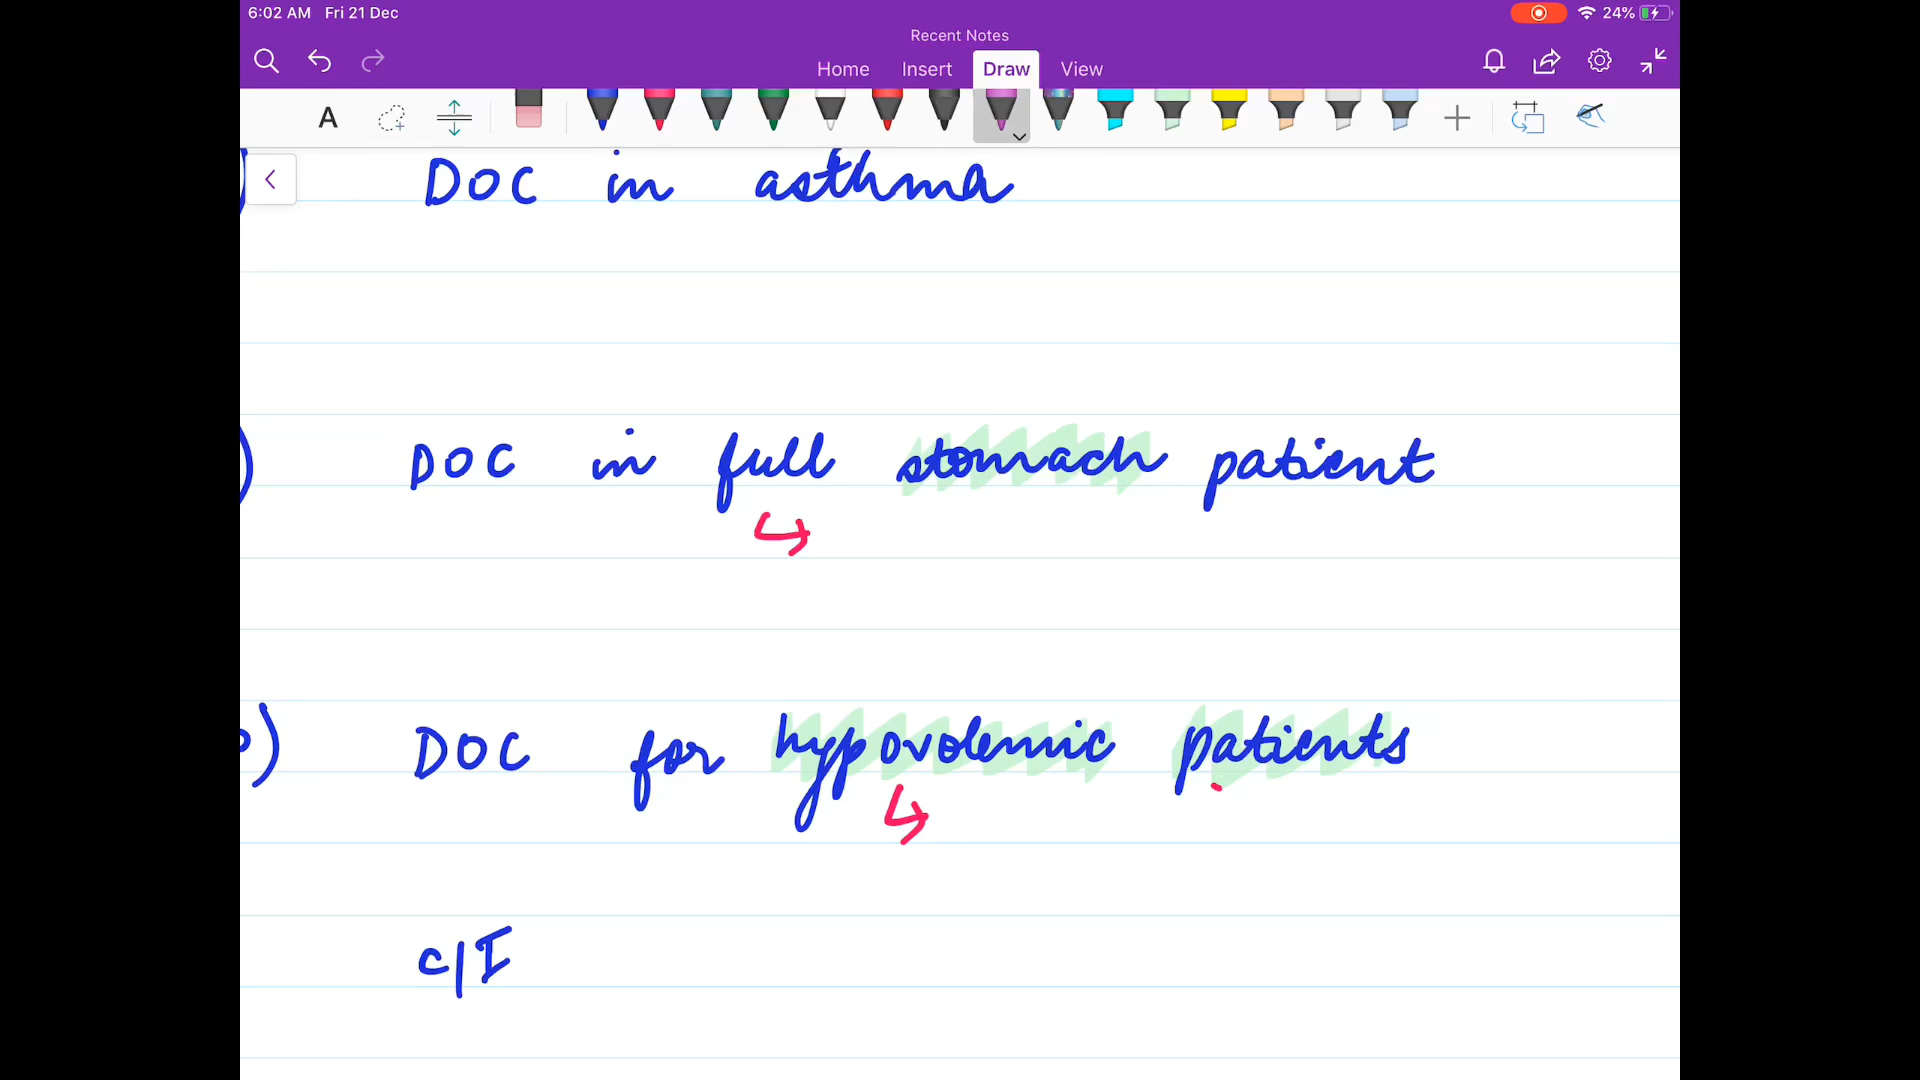 6:02 AM Fri 21 Dec
24%
Recent Notes
Home Insert Draw View
A
) DOC in asthma
) DOC in full stomach patient
) DOC for hypovolemic patients
C/I